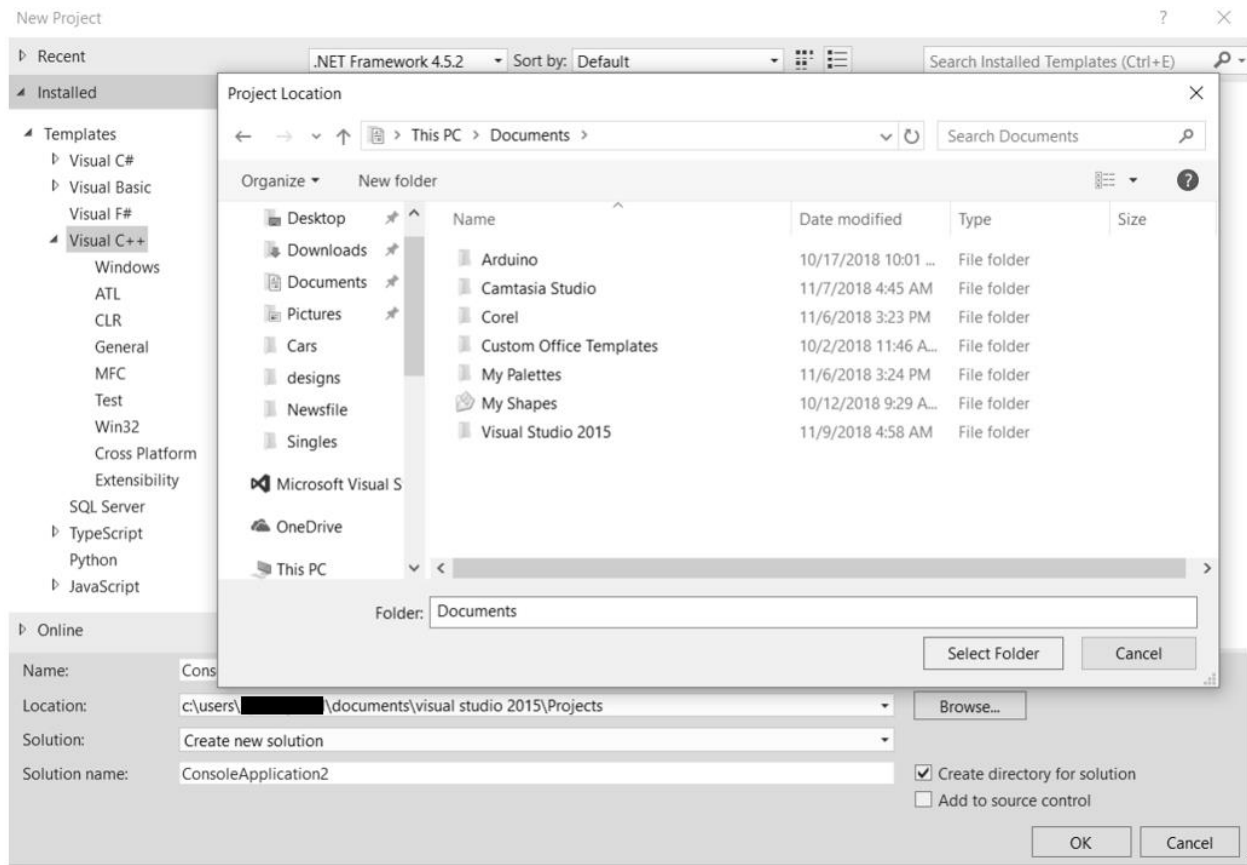 New Project
Recent
.NET Framework 4.5.2
Sort by: Default
Search Installed Templates (Ctrl+E)
Installed
Templates
Visual C#
Visual Basic
Visual F#
Visual C++
Windows
ATL
CLR
General
MFC
Test
Win32
Cross Platform
Extensibility
SQL Server
TypeScript
Python
JavaScript
Online
Project Location
This PC > Documents >
Search Documents
Organize
New folder
Desktop
Downloads
Documents
Pictures
Cars
designs
Newsfile
Singles
Microsoft Visual S
OneDrive
This PC
Name Date modified Type Size
Arduino 10/17/2018 10:01 ... File folder
Camtasia Studio 11/7/2018 4:45 AM File folder
Corel 11/6/2018 3:23 PM File folder
Custom Office Templates 10/2/2018 11:46 A... File folder
My Palettes 11/6/2018 3:24 PM File folder
My Shapes 10/12/2018 9:29 A... File folder
Visual Studio 2015 11/9/2018 4:58 AM File folder
Folder: Documents
Select Folder
Cancel
Name: Cons
Location: c:\users\ \documents\visual studio 2015\Projects
Browse...
Solution: Create new solution
Solution name: ConsoleApplication2
Create directory for solution
Add to source control
OK
Cancel